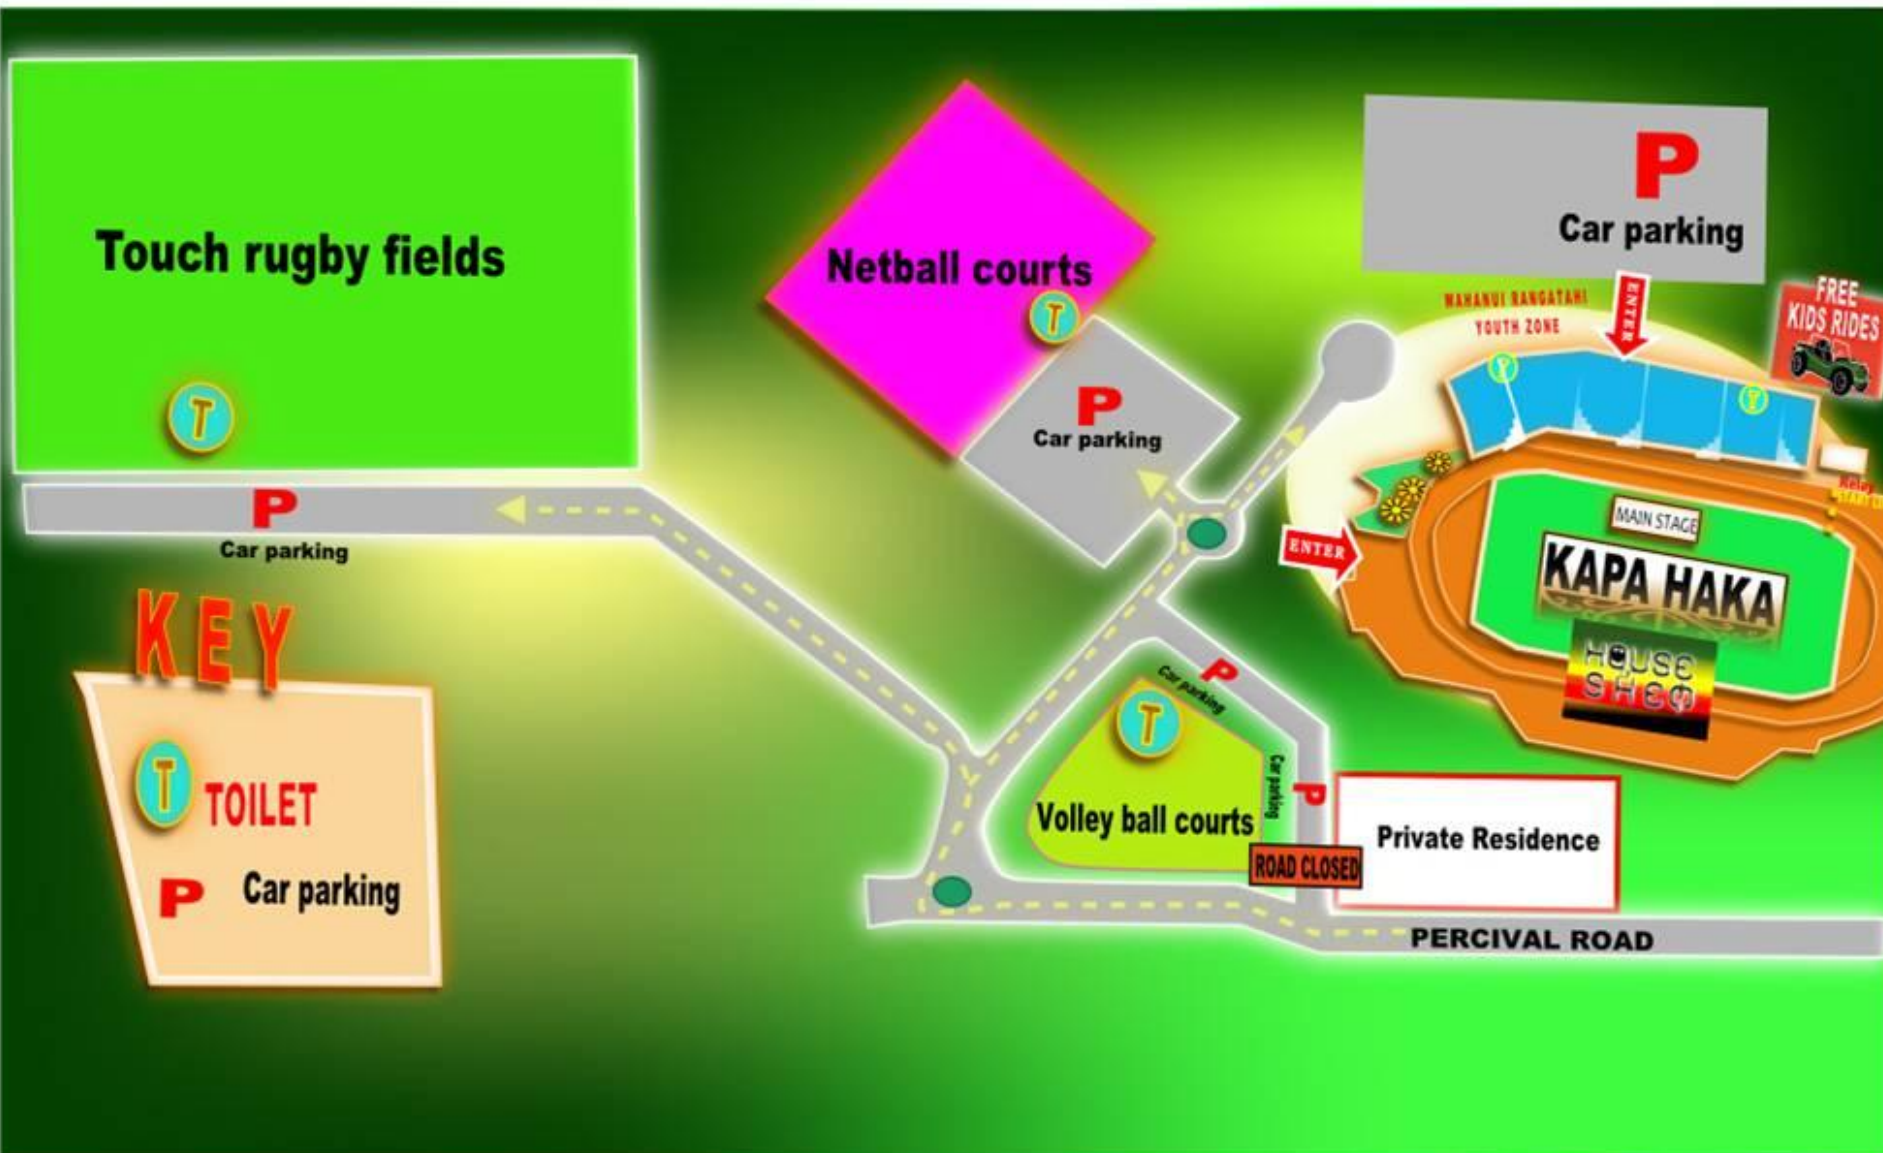 Touch rugby fields
T
P
Car parking
Netball courts
T
P
Car parking
P
Car parking
ENTER
MAHANUI RANGATAHI
YOUTH ZONE
FREE
KIDS RIDES
T
T
Relay
MAIN STAGE
KAPA HAKA
HOUSE
SHEM
ENTER
P
Car parking
T
Volley ball courts
Car parking
P
ROAD CLOSED
Private Residence
PERCIVAL ROAD
KEY
T TOILET
P Car parking